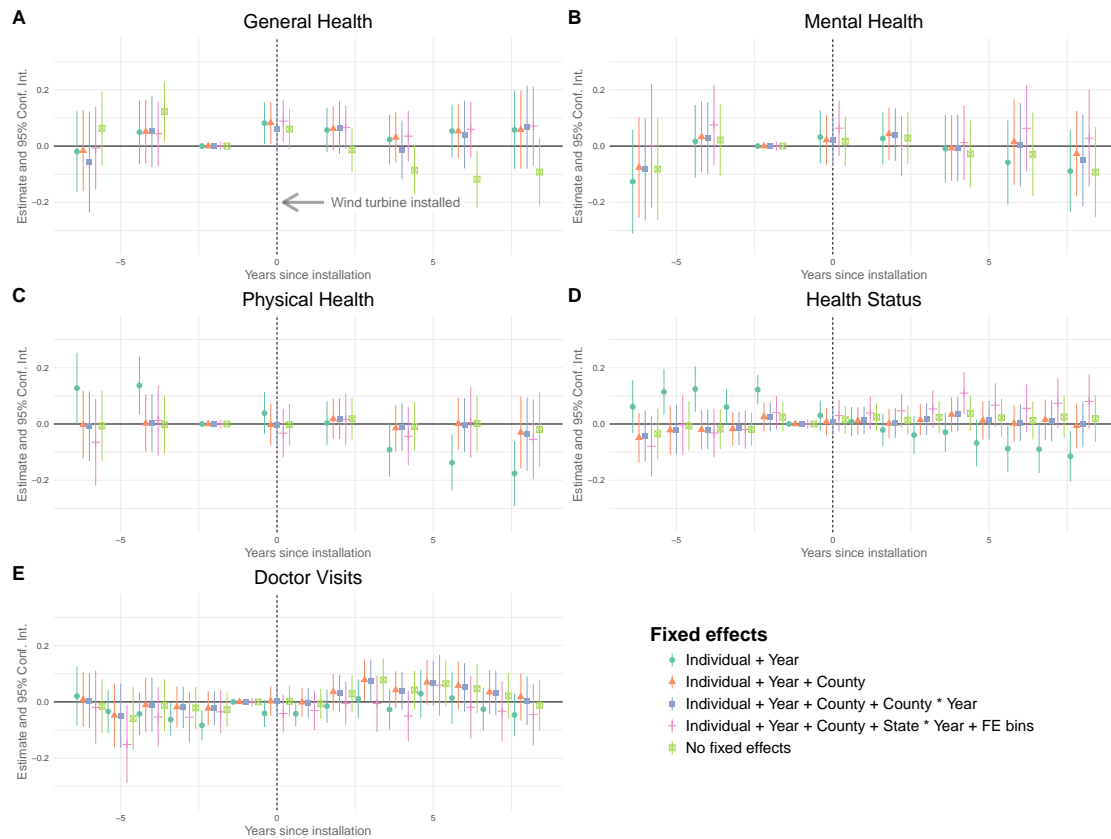 A
General Health
Estimate and 95% Conf. Int.
0.2
0.0
−0.2
Wind turbine installed
−5
0
5
Years since installation
B
Mental Health
Estimate and 95% Conf. Int.
0.2
0.0
−0.2
−5
0
5
Years since installation
C
Physical Health
Estimate and 95% Conf. Int.
0.2
0.0
−0.2
−5
0
5
Years since installation
D
Health Status
Estimate and 95% Conf. Int.
0.2
0.0
−0.2
−5
0
5
Years since installation
E
Doctor Visits
Estimate and 95% Conf. Int.
0.2
0.0
−0.2
−5
0
5
Years since installation
Fixed effects
Individual + Year
Individual + Year + County
Individual + Year + County + County * Year
Individual + Year + County + State * Year + FE bins
No fixed effects